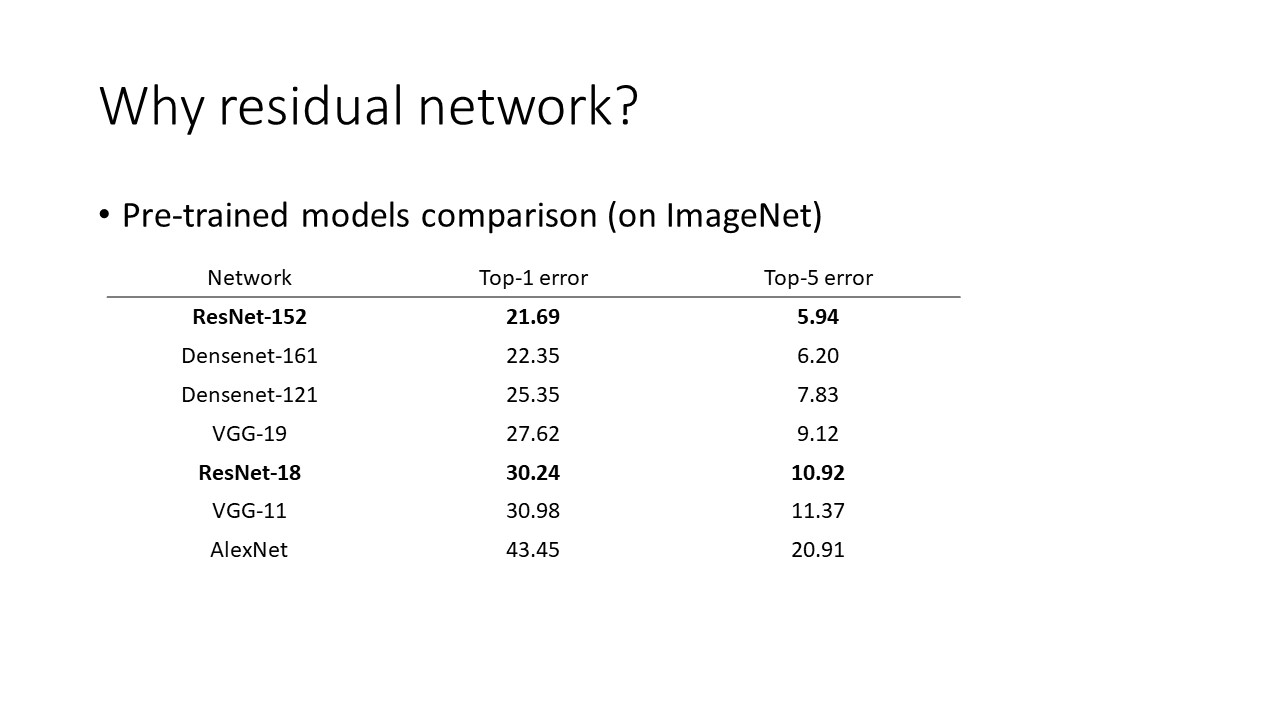 Why residual network?
• Pre-trained models comparison (on ImageNet)
Network Top-1 error Top-5 error
ResNet-152 21.69 5.94
Densenet-161 22.35 6.20
Densenet-121 25.35 7.83
VGG-19 27.62 9.12
ResNet-18 30.24 10.92
VGG-11 30.98 11.37
AlexNet 43.45 20.91